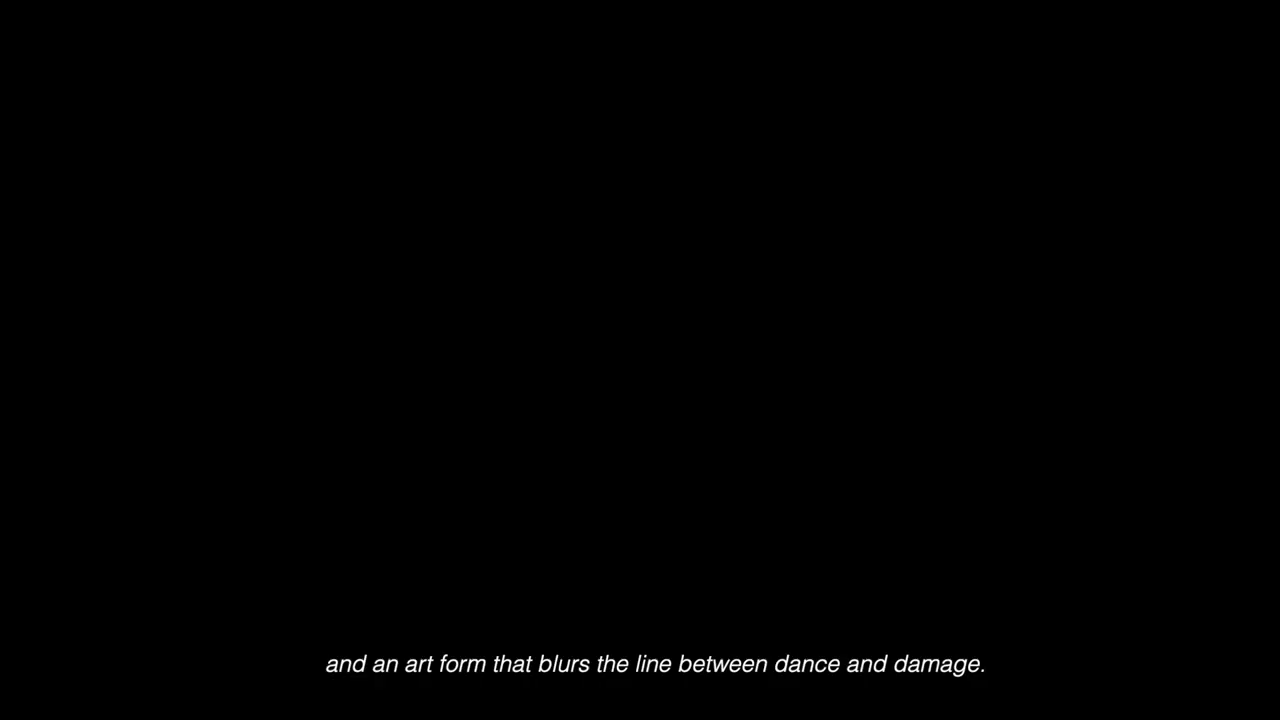 and an art form that blurs the line between dance and damage.